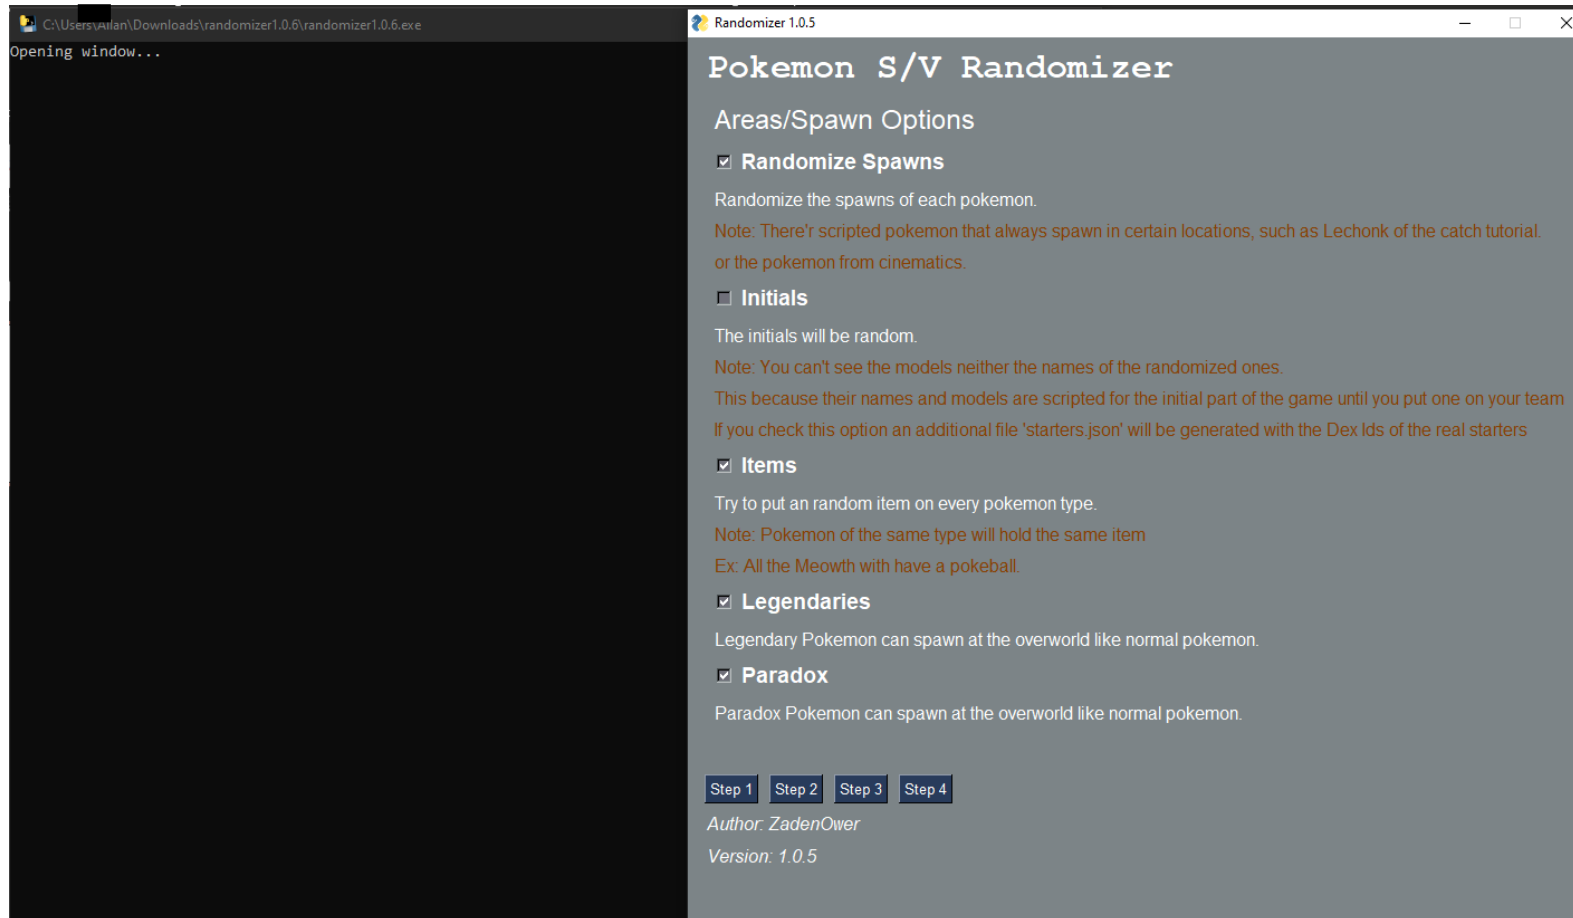 C:\Users\Allan\Downloads\randomizer1.0.6\randomizer1.0.6.exe
Opening window...
Randomizer 1.0.5
Pokemon S/V Randomizer
Areas/Spawn Options
Randomize Spawns
Randomize the spawns of each pokemon.
Note: There'r scripted pokemon that always spawn in certain locations, such as Lechonk of the catch tutorial.
or the pokemon from cinematics.
Initials
The initials will be random.
Note: You can't see the models neither the names of the randomized ones.
This because their names and models are scripted for the initial part of the game until you put one on your team
If you check this option an additional file 'starters.json' will be generated with the Dex Ids of the real starters
Items
Try to put an random item on every pokemon type.
Note: Pokemon of the same type will hold the same item
Ex: All the Meowth with have a pokeball.
Legendaries
Legendary Pokemon can spawn at the overworld like normal pokemon.
Paradox
Paradox Pokemon can spawn at the overworld like normal pokemon.
Step 1 Step 2 Step 3 Step 4
Author: ZadenOwer
Version: 1.0.5